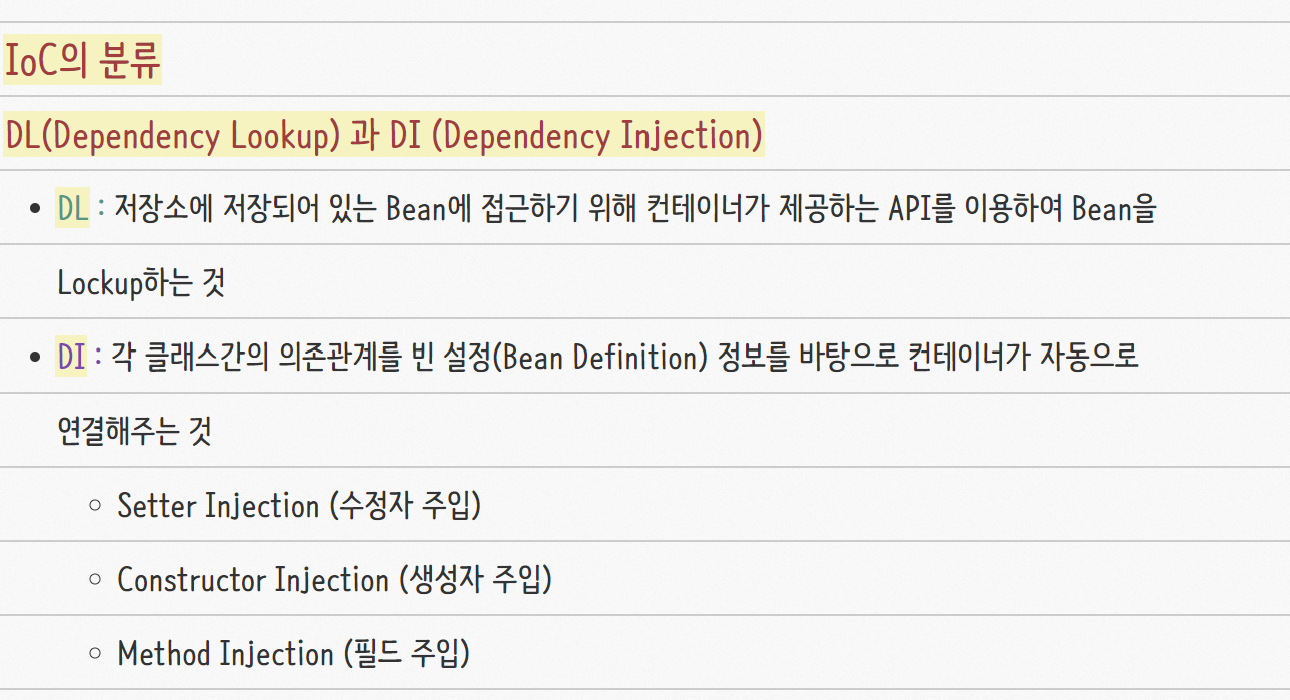 IoC의 분류
DL(Dependency Lookup) 과 DI (Dependency Injection)
DL : 저장소에 저장되어 있는 Bean에 접근하기 위해 컨테이너가 제공하는 API를 이용하여 Bean을
Lockup하는 것
DI : 각 클래스간의 의존관계를 빈 설정(Bean Definition) 정보를 바탕으로 컨테이너가 자동으로
연결해주는 것
Setter Injection (수정자 주입)
Constructor Injection (생성자 주입)
Method Injection (필드 주입)